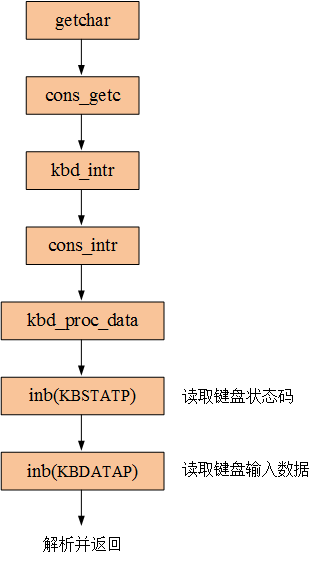 getchar
cons_getc
kbd_intr
cons_intr
kbd_proc_data
inb(KBSTATP) 读取键盘状态码
inb(KBDATAP) 读取键盘输入数据
解析并返回